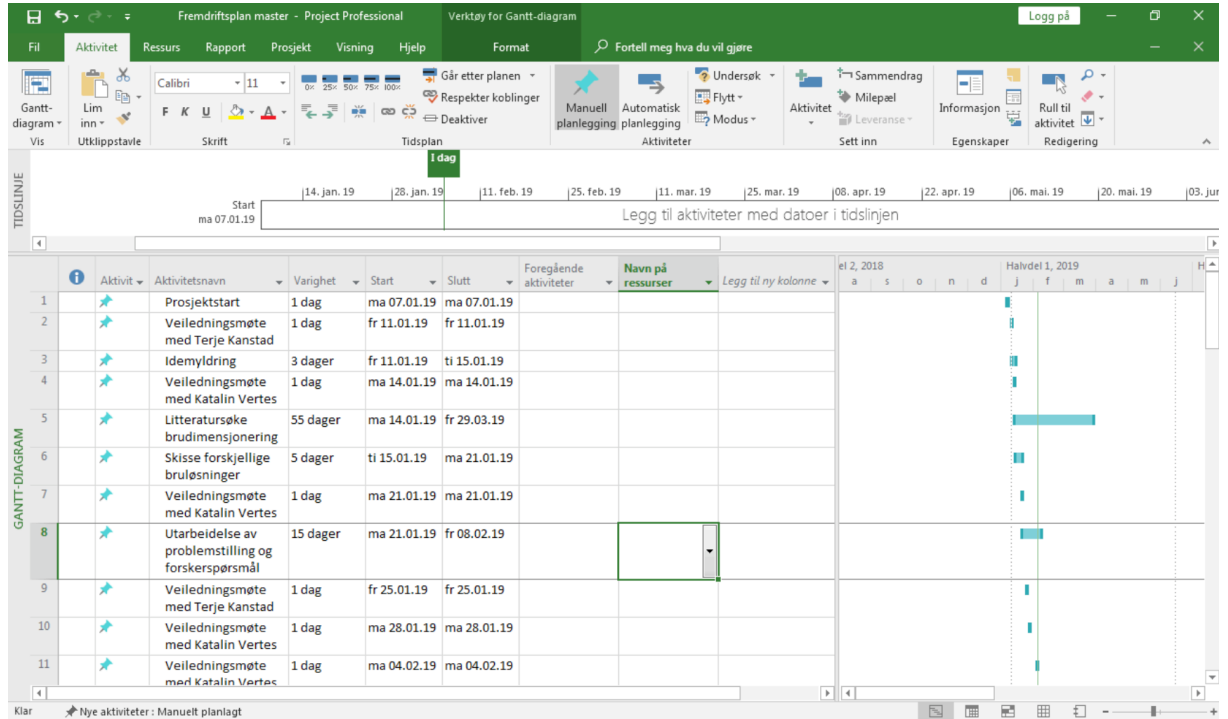 Fremdriftsplan master - Project Professional
Verktøy for Gantt-diagram
Logg på
Fil Aktivitet Ressurs Rapport Prosjekt Visning Hjelp Format Fortell meg hva du vil gjøre
Gantt-
diagram
Vis
Lim
inn
Utklippstavle
Calibri 11
F K U A
Skrift
0× 25× 50× 75× 100×
Går etter planen
Respekter koblinger
Deaktiver
Tidsplan
Manuell
planlegging
Automatisk
planlegging
Undersøk
Flytt
Modus
Aktiviteter
Aktivitet
Sammendrag
Milepæl
Leveranse
Sett inn
Informasjon
Egenskaper
Rull til
aktivitet
Redigering
TIDSLINJE
I dag
14. jan. 19 28. jan. 19 11. feb. 19 25. feb. 19 11. mar. 19 25. mar. 19 08. apr. 19 22. apr. 19 06. mai. 19 20. mai. 19 03. jur
Start
ma 07.01.19
Legg til aktiviteter med datoer i tidslinjen
GANTT-DIAGRAM
Aktivit Aktivitetsnavn Varighet Start Slutt Foregående
aktiviteter Navn på
ressurser Legg til ny kolonne
el 2, 2018 Halvdel 1, 2019 H
a s o n d j f m a m j
1 Prosjektstart 1 dag ma 07.01.19 ma 07.01.19
2 Veiledningsmøte 1 dag fr 11.01.19 fr 11.01.19
med Terje Kanstad
3 Idemyldring 3 dager fr 11.01.19 ti 15.01.19
4 Veiledningsmøte 1 dag ma 14.01.19 ma 14.01.19
med Katalin Vertes
5 Litteratursøke 55 dager ma 14.01.19 fr 29.03.19
brudimensjonering
6 Skisse forskjellige 5 dager ti 15.01.19 ma 21.01.19
bruløsninger
7 Veiledningsmøte 1 dag ma 21.01.19 ma 21.01.19
med Katalin Vertes
8 Utarbeidelse av 15 dager ma 21.01.19 fr 08.02.19
problemstilling og
forskerspørsmål
9 Veiledningsmøte 1 dag fr 25.01.19 fr 25.01.19
med Terje Kanstad
10 Veiledningsmøte 1 dag ma 28.01.19 ma 28.01.19
med Katalin Vertes
11 Veiledningsmøte 1 dag ma 04.02.19 ma 04.02.19
med Katalin Vertes
Klar Nye aktiviteter : Manuelt planlagt